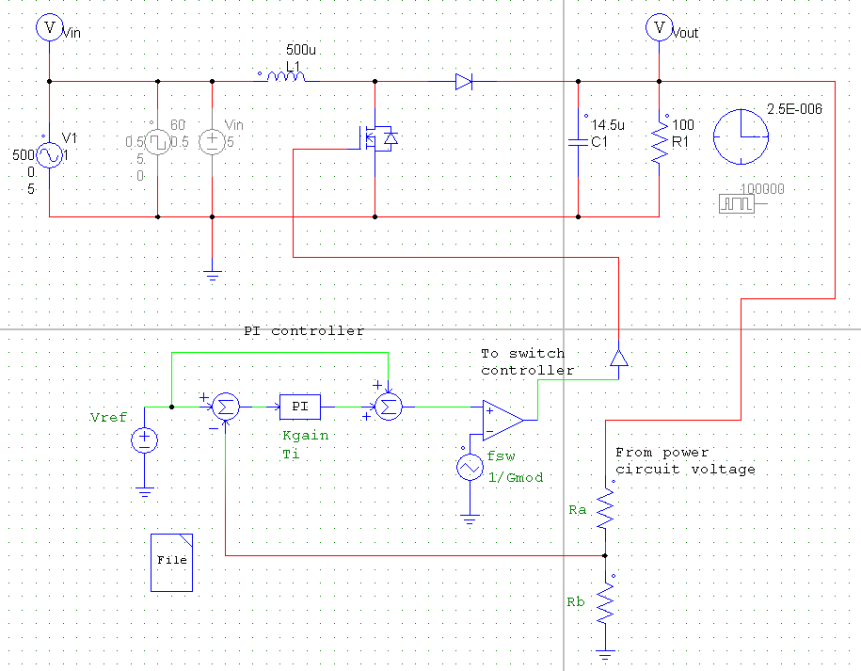 V
Vin
V
Vout
500u
L1
V1
500
1
0
5
60
0.5
0.5
5.
0
Vin
5
14.5u
C1
100
R1
2.5E-006
100000
PI controller
To switch
controller
Vref
+
−
Σ
PI
Kgain
Ti
+
+
Σ
+
−
fsw
1/Gmod
From power
circuit voltage
Ra
Rb
File